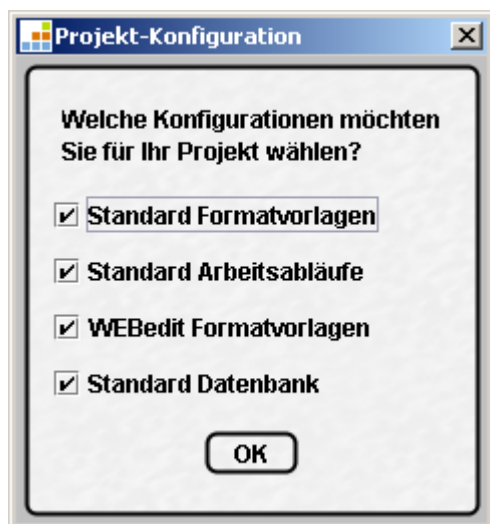 Projekt-Konfiguration
Welche Konfigurationen möchten
Sie für Ihr Projekt wählen?
Standard Formatvorlagen
Standard Arbeitsabläufe
WEBedit Formatvorlagen
Standard Datenbank
OK